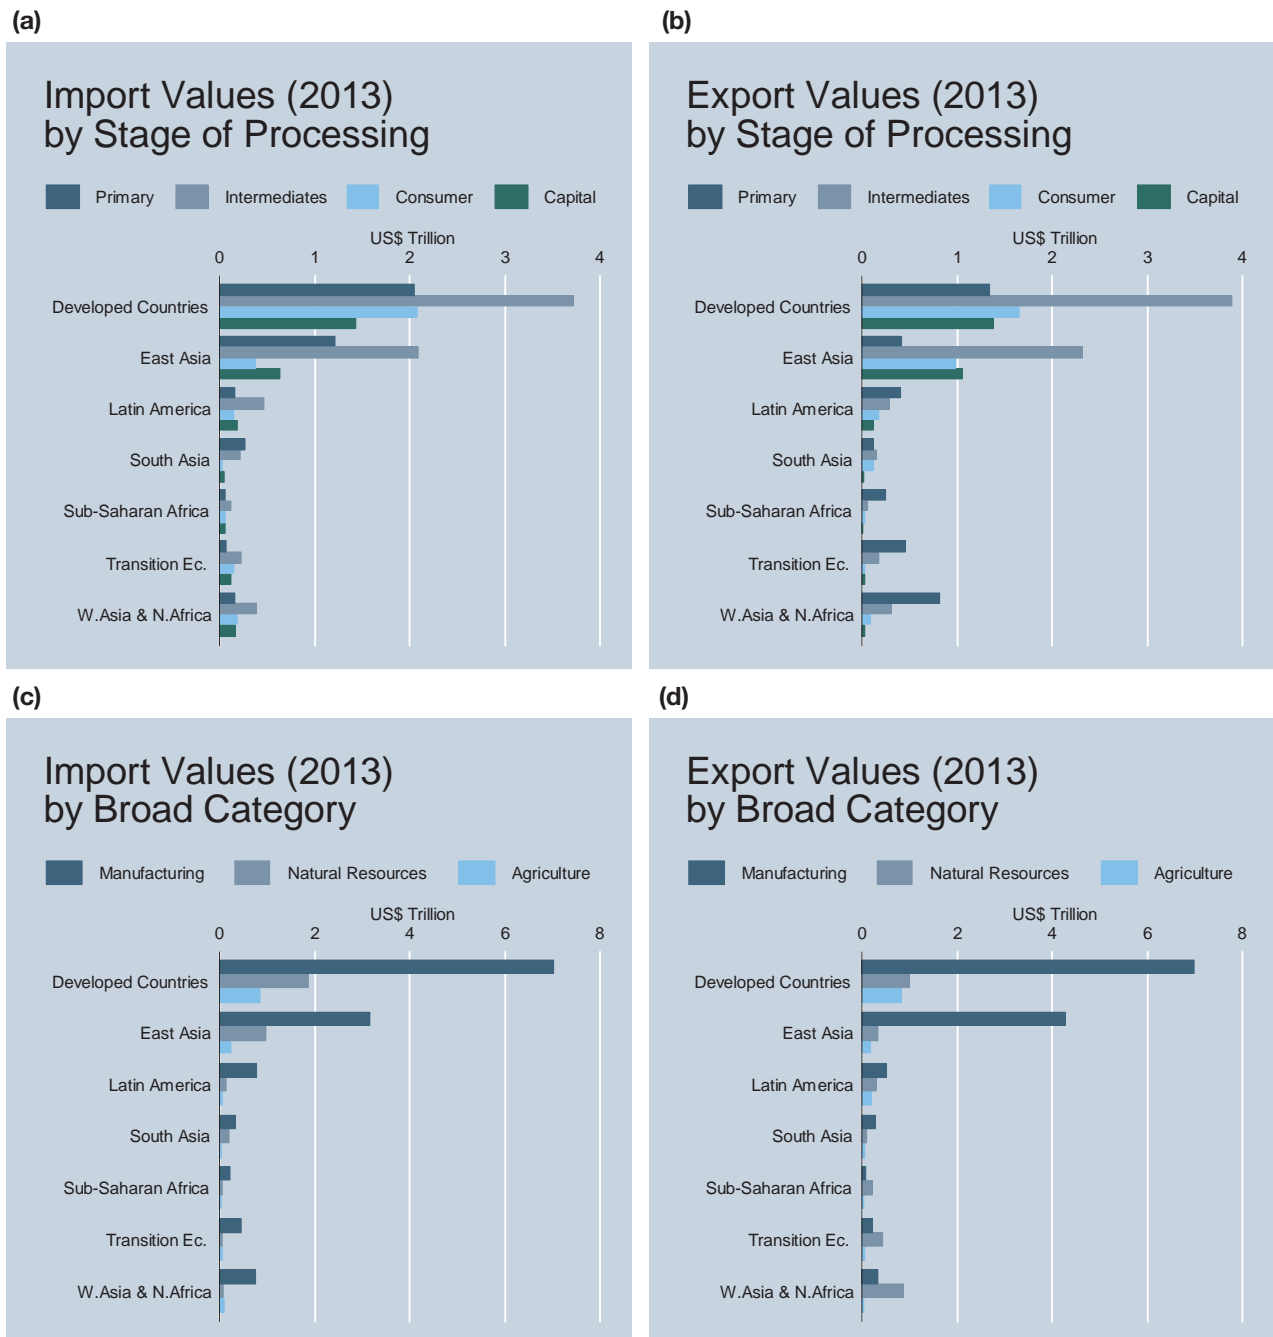 (a)
Import Values (2013)
by Stage of Processing
Primary Intermediates Consumer Capital
US$ Trillion
0 1 2 3 4
Developed Countries
East Asia
Latin America
South Asia
Sub-Saharan Africa
Transition Ec.
W.Asia & N.Africa
(b)
Export Values (2013)
by Stage of Processing
Primary Intermediates Consumer Capital
US$ Trillion
0 1 2 3 4
Developed Countries
East Asia
Latin America
South Asia
Sub-Saharan Africa
Transition Ec.
W.Asia & N.Africa
(c)
Import Values (2013)
by Broad Category
Manufacturing Natural Resources Agriculture
US$ Trillion
0 2 4 6 8
Developed Countries
East Asia
Latin America
South Asia
Sub-Saharan Africa
Transition Ec.
W.Asia & N.Africa
(d)
Export Values (2013)
by Broad Category
Manufacturing Natural Resources Agriculture
US$ Trillion
0 2 4 6 8
Developed Countries
East Asia
Latin America
South Asia
Sub-Saharan Africa
Transition Ec.
W.Asia & N.Africa